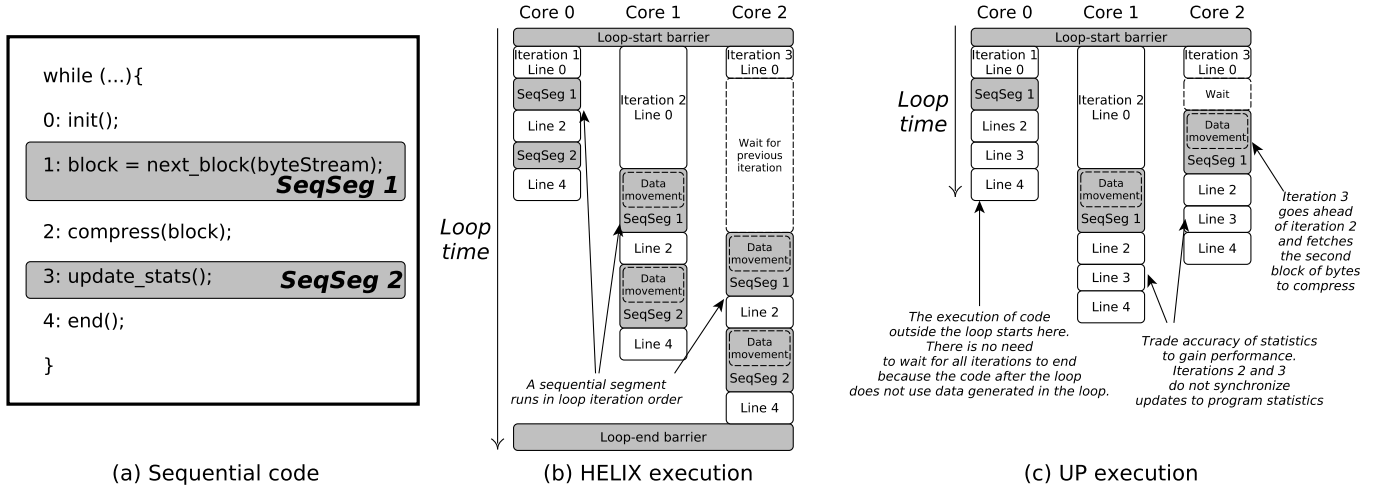 while (...){
0: init();
1: block = next_block(byteStream);
SeqSeg 1
2: compress(block);
3: update_stats();
SeqSeg 2
4: end();
}
(a) Sequential code
Core 0
Core 1
Core 2
Loop-start barrier
Loop
time
Iteration 1
Line 0
SeqSeg 1
Line 2
SeqSeg 2
Line 4
Iteration 2
Line 0
Data
movement
SeqSeg 1
Line 2
Data
movement
SeqSeg 2
Line 4
Iteration 3
Line 0
Wait for
previous
iteration
Data
movement
SeqSeg 1
Line 2
Data
movement
SeqSeg 2
Line 4
A sequential segment
runs in loop iteration order
Loop-end barrier
(b) HELIX execution
Core 0
Core 1
Core 2
Loop-start barrier
Loop
time
Iteration 1
Line 0
SeqSeg 1
Lines 2
Line 3
Line 4
Iteration 2
Line 0
Data
movement
SeqSeg 1
Line 2
Line 3
Line 4
Iteration 3
Line 0
Wait
Data
movement
SeqSeg 1
Line 2
Line 3
Line 4
Iteration 3
goes ahead
of iteration 2
and fetches
the second
block of bytes
to compress
The execution of code
outside the loop starts here.
There is no need
to wait for all iterations to end
because the code after the loop
does not use data generated in the loop.
Trade accuracy of statistics
to gain performance.
Iterations 2 and 3
do not synchronize
updates to program statistics
(c) UP execution